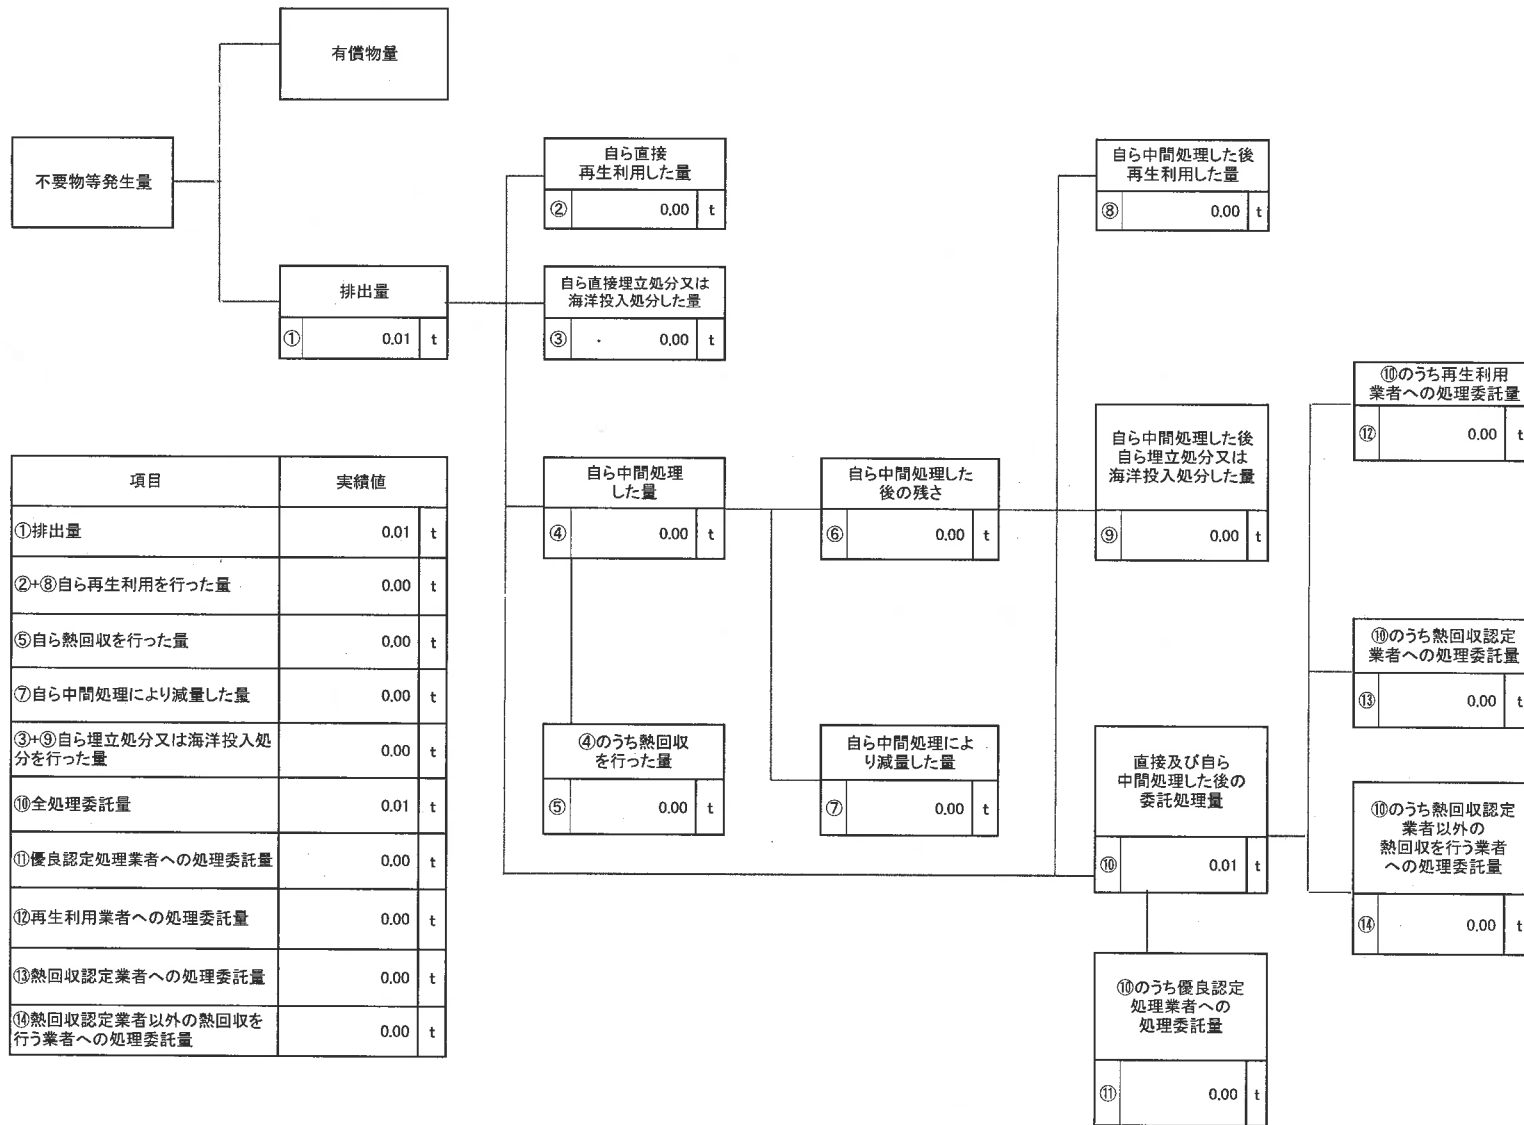 有償物量
不要物等発生量
排出量
① 0.01 t
自ら直接
再生利用した量
② 0.00 t
自ら直接埋立処分又は
海洋投入処分した量
③ 0.00 t
自ら中間処理
した量
④ 0.00 t
④のうち熱回収
を行った量
⑤ 0.00 t
自ら中間処理した
後の残さ
⑥ 0.00 t
自ら中間処理によ
り減量した量
⑦ 0.00 t
自ら中間処理した後
再生利用した量
⑧ 0.00 t
自ら中間処理した後
自ら埋立処分又は
海洋投入処分した量
⑨ 0.00 t
直接及び自ら
中間処理した後の
委託処理量
⑩ 0.01 t
⑩のうち優良認定
処理業者への
処理委託量
⑪ 0.00 t
⑩のうち再生利用
業者への処理委託量
⑫ 0.00 t
⑩のうち熱回収認定
業者への処理委託量
⑬ 0.00 t
⑩のうち熱回収認定
業者以外の
熱回収を行う業者
への処理委託量
⑭ 0.00 t
項目 実績値
①排出量 0.01 t
②+⑧自ら再生利用を行った量 0.00 t
⑤自ら熱回収を行った量 0.00 t
⑦自ら中間処理により減量した量 0.00 t
③+⑨自ら埋立処分又は海洋投入処
分を行った量 0.00 t
⑩全処理委託量 0.01 t
⑪優良認定処理業者への処理委託量 0.00 t
⑫再生利用業者への処理委託量 0.00 t
⑬熱回収認定業者への処理委託量 0.00 t
⑭熱回収認定業者以外の熱回収を
行う業者への処理委託量 0.00 t